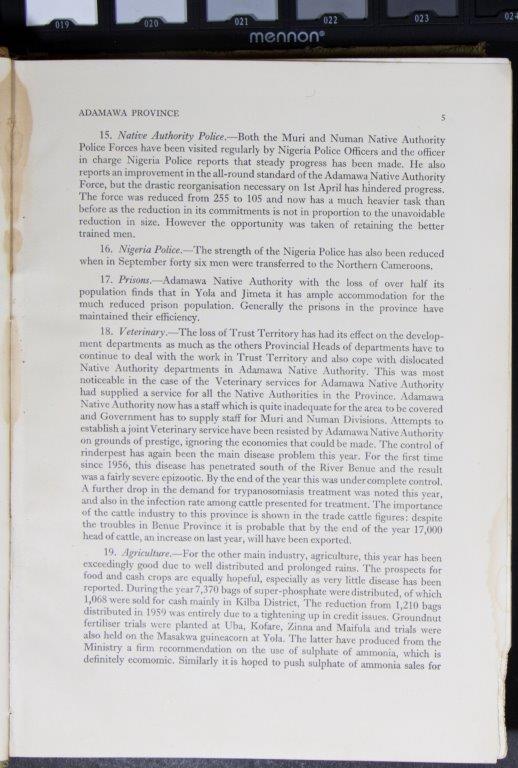 019
020
021
022
023
024
mennon®
ADAMAWA PROVINCE
5
15. Native Authority Police.—Both the Muri and Numan Native Authority
Police Forces have been visited regularly by Nigeria Police Officers and the officer
in charge Nigeria Police reports that steady progress has been made. He also
reports an improvement in the all-round standard of the Adamawa Native Authority
Force, but the drastic reorganisation necessary on 1st April has hindered progress.
The force was reduced from 255 to 105 and now has a much heavier task than
before as the reduction in its commitments is not in proportion to the unavoidable
reduction in size. However the opportunity was taken of retaining the better
trained men.
16. Nigeria Police.—The strength of the Nigeria Police has also been reduced
when in September forty six men were transferred to the Northern Cameroons.
17. Prisons.—Adamawa Native Authority with the loss of over half its
population finds that in Yola and Jimeta it has ample accommodation for the
much reduced prison population. Generally the prisons in the province have
maintained their efficiency.
18. Veterinary.—The loss of Trust Territory has had its effect on the develop-
ment departments as much as the others Provincial Heads of departments have to
continue to deal with the work in Trust Territory and also cope with dislocated
Native Authority departments in Adamawa Native Authority. This was most
noticeable in the case of the Veterinary services for Adamawa Native Authority
had supplied a service for all the Native Authorities in the Province. Adamawa
Native Authority now has a staff which is quite inadequate for the area to be covered
and Government has to supply staff for Muri and Numan Divisions. Attempts to
establish a joint Veterinary service have been resisted by Adamawa Native Authority
on grounds of prestige, ignoring the economies that could be made. The control of
rinderpest has again been the main disease problem this year. For the first time
since 1956, this disease has penetrated south of the River Benue and the result
was a fairly severe epizootic. By the end of the year this was under complete control.
A further drop in the demand for trypanosomiasis treatment was noted this year,
and also in the infection rate among cattle presented for treatment. The importance
of the cattle industry to this province is shown in the trade cattle figures: despite
the troubles in Benue Province it is probable that by the end of the year 17,000
head of cattle, an increase on last year, will have been exported.
19. Agriculture.—For the other main industry, agriculture, this year has been
exceedingly good due to well distributed and prolonged rains. The prospects for
food and cash crops are equally hopeful, especially as very little disease has been
reported. During the year 7,370 bags of super-phosphate were distributed, of which
1,068 were sold for cash mainly in Kilba District, The reduction from 1,210 bags
distributed in 1959 was entirely due to a tightening up in credit issues. Groundnut
fertiliser trials were planted at Uba, Kofare, Zinna and Maifula and trials were
also held on the Masakwa guineacorn at Yola. The latter have produced from the
Ministry a firm recommendation on the use of sulphate of ammonia, which is
definitely ecomomic. Similarly it is hoped to push sulphate of ammonia sales for